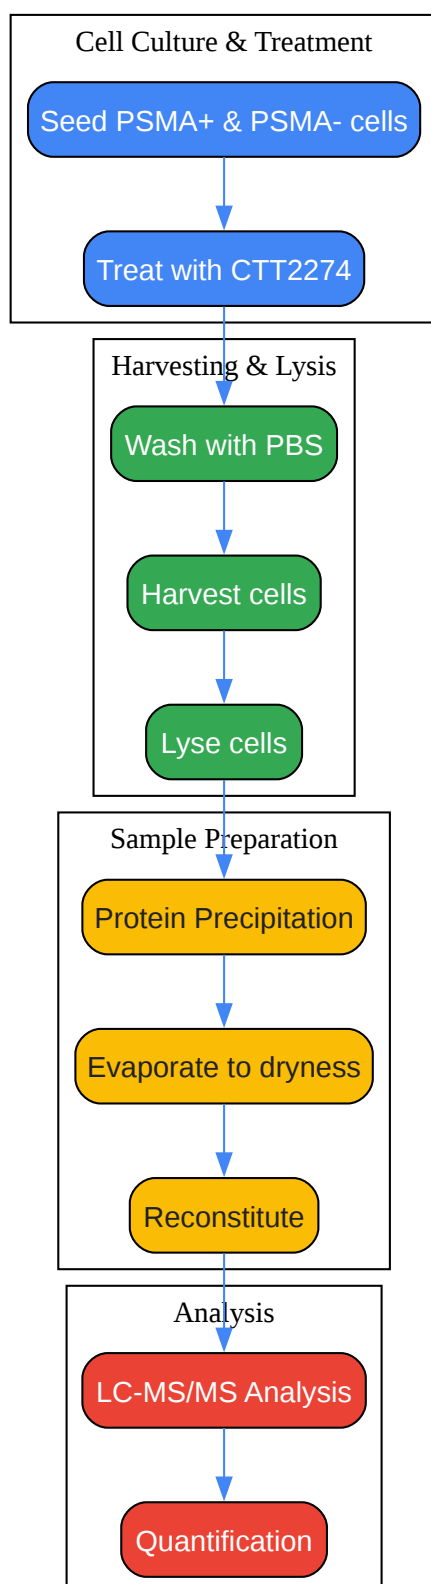 Cell Culture & Treatment
Seed PSMA+ & PSMA- cells
Treat with CTT2274
Harvesting & Lysis
Wash with PBS
Harvest cells
Lyse cells
Sample Preparation
Protein Precipitation
Evaporate to dryness
Reconstitute
Analysis
LC-MS/MS Analysis
Quantification